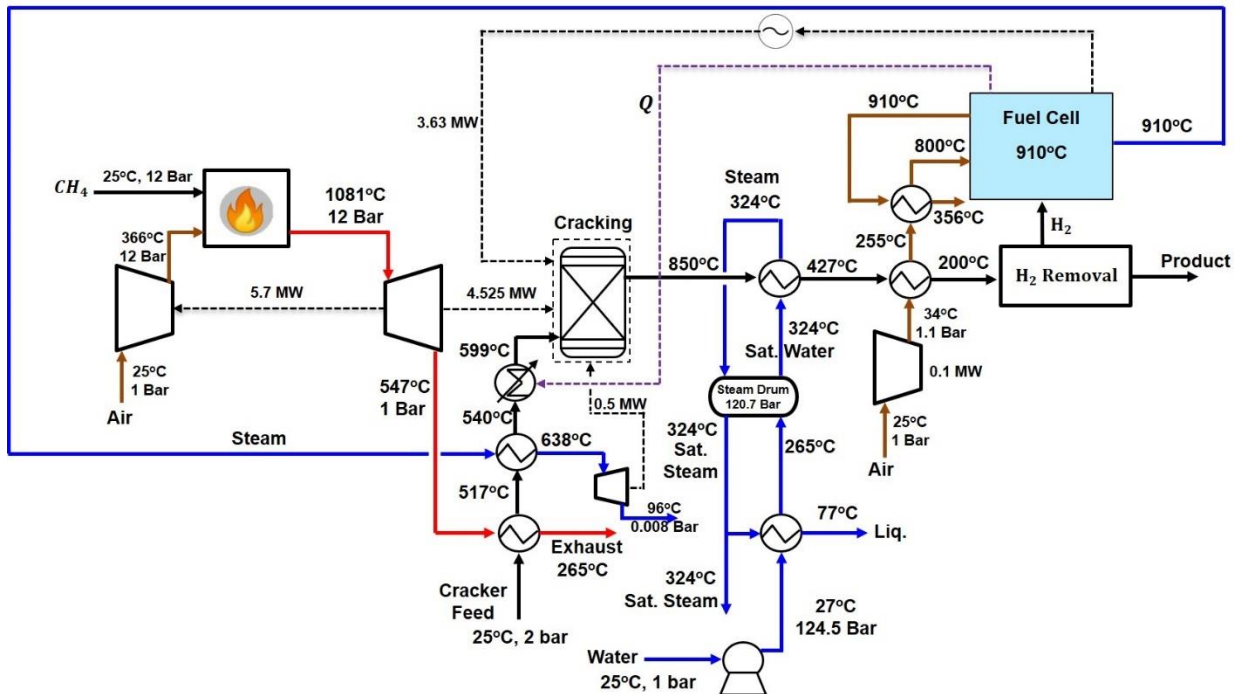 3.63 MW
Q
910°C
Fuel Cell
910°C
910°C
800°C
356°C
H₂
255°C
CH₄
25°C, 12 Bar
1081°C
12 Bar
366°C
12 Bar
5.7 MW
4.525 MW
Cracking
850°C
Steam
324°C
427°C
200°C
H₂ Removal
Product
25°C
1 Bar
Air
547°C
1 Bar
599°C
540°C
0.5 MW
324°C
Sat. Water
Steam Drum
120.7 Bar
34°C
1.1 Bar
0.1 MW
25°C
1 Bar
Air
Steam
638°C
517°C
96°C
0.008 Bar
324°C
Sat.
Steam
265°C
77°C
Liq.
Exhaust
265°C
Cracker
Feed
25°C, 2 bar
324°C
Sat. Steam
27°C
124.5 Bar
Water
25°C, 1 bar